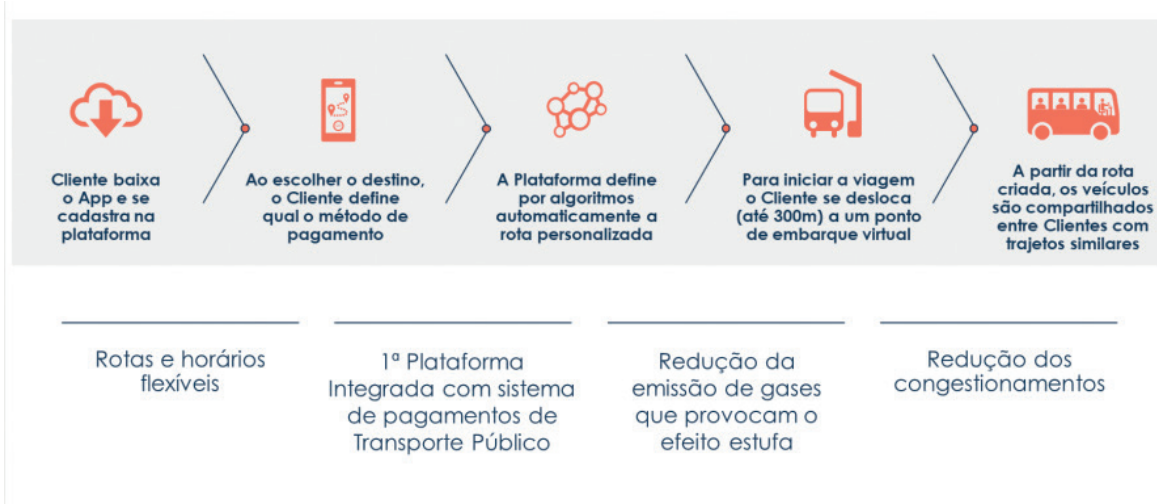 Cliente baixa
o App e se
cadastra na
plataforma
Ao escolher o destino,
o Cliente define
qual o método de
pagamento
A Plataforma define
por algoritmos
automaticamente a
rota personalizada
Para iniciar a viagem
o Cliente se desloca
(até 300m) a um ponto
de embarque virtual
A partir da rota
criada, os veículos
são compartilhados
entre Clientes com
trajetos similares
Rotas e horários
flexíveis
1ª Plataforma
Integrada com sistema
de pagamentos de
Transporte Público
Redução da
emissão de gases
que provocam o
efeito estufa
Redução dos
congestionamentos